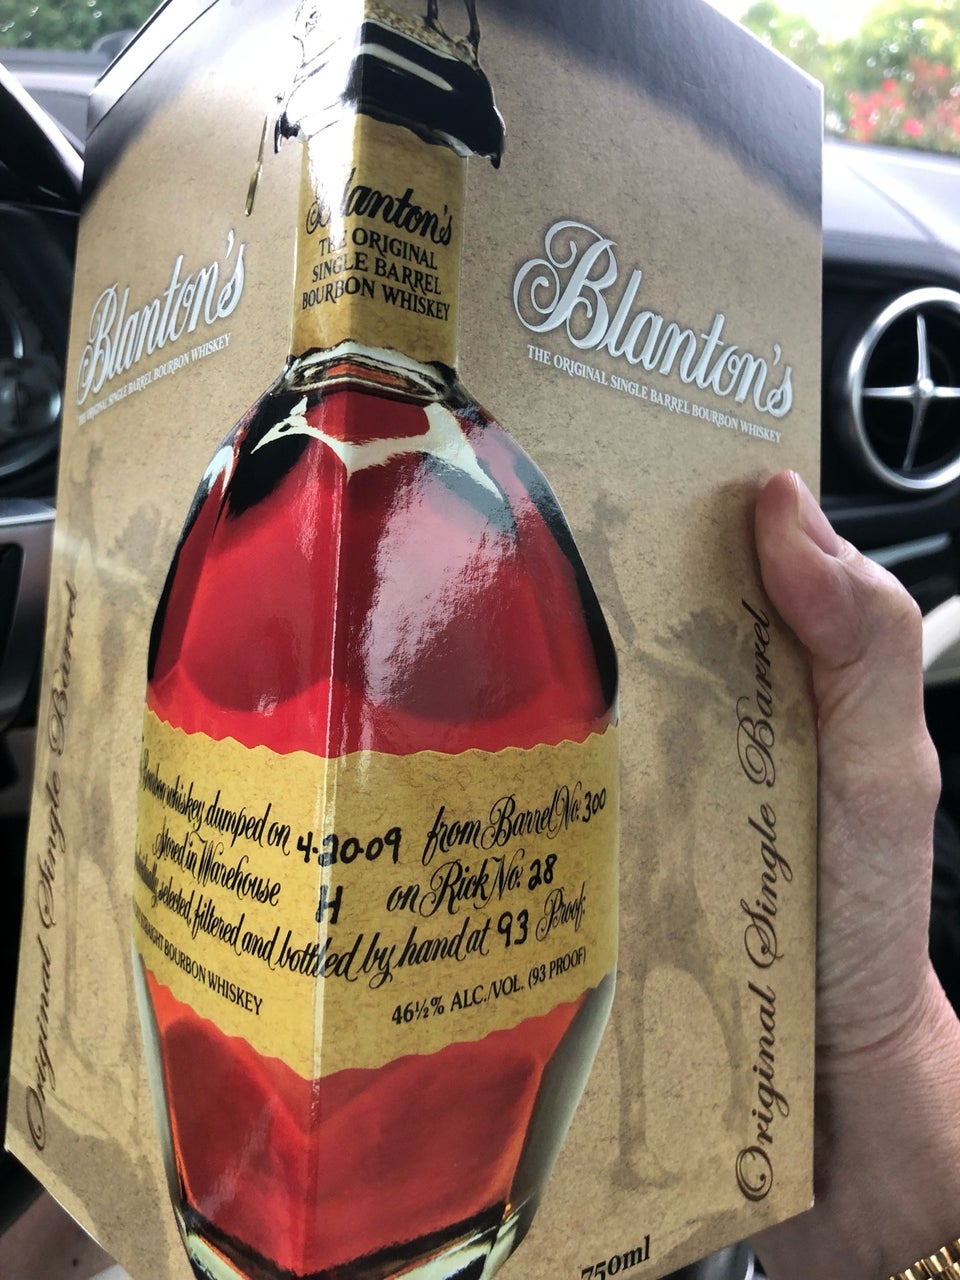 Blanton's
THE ORIGINAL
SINGLE BARREL
BOURBON WHISKEY
Blanton's
THE ORIGINAL SINGLE BARREL BOURBON WHISKEY
Blanton's
THE ORIGINAL SINGLE BARREL BOURBON WHISKEY
Bourbon whiskey dumped on 4-20-09 from Barrel No: 300
Stored in Warehouse H on Rick No: 28
selected, filtered and bottled by hand at 93 Proof:
STRAIGHT BOURBON WHISKEY
46½% ALC./VOL. (93 PROOF)
Original Single Barrel
Original Single Barrel
750ml